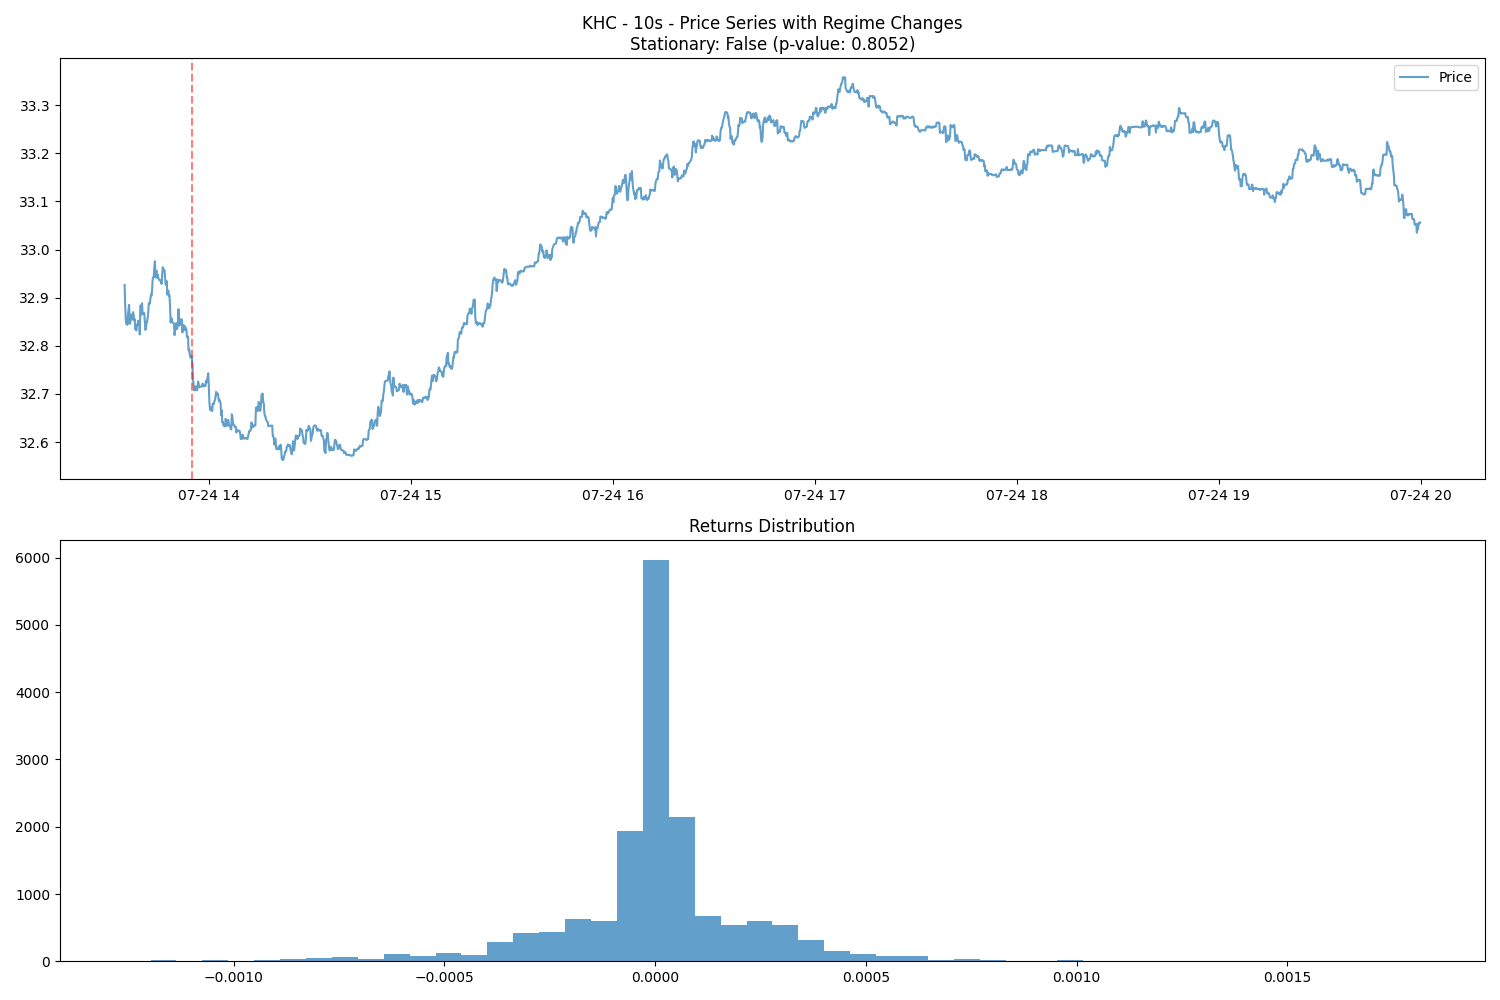 KHC - 10s - Price Series with Regime Changes
Stationary: False (p-value: 0.8052)
Price
33.3
33.2
33.1
33.0
32.9
32.8
32.7
32.6
07-24 14 07-24 15 07-24 16 07-24 17 07-24 18 07-24 19 07-24 20
Returns Distribution
6000
5000
4000
3000
2000
1000
0
−0.0010 −0.0005 0.0000 0.0005 0.0010 0.0015